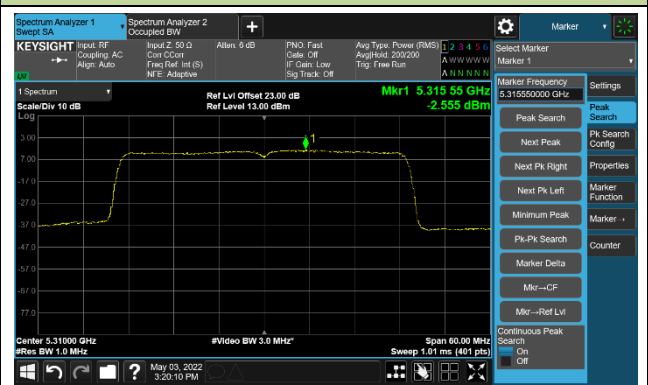 Spectrum Analyzer 1
Swept SA
Spectrum Analyzer 2
Occupied BW
Marker
KEYSIGHT
Input: RF
Coupling: AC
Align: Auto
Input Z: 50 Ω
Corr CCorr
Freq Ref: Int (S)
NFE: Adaptive
Atten: 6 dB
PNO: Fast
Gate: Off
IF Gain: Low
Sig Track: Off
Avg Type: Power (RMS)
Avg|Hold: 200/200
Trig: Free Run
1 2 3 4 5 6
A W W W W W
A N N N N N
Select Marker
Marker 1
1 Spectrum
Scale/Div 10 dB
Log
Ref Lvl Offset 23.00 dB
Ref Level 13.00 dBm
Mkr1 5.315 55 GHz
-2.555 dBm
3.00
-7.00
-17.0
-27.0
-37.0
-47.0
-57.0
-67.0
-77.0
1
Center 5.31000 GHz
#Res BW 1.0 MHz
#Video BW 3.0 MHz*
Span 60.00 MHz
Sweep 1.01 ms (401 pts)
Marker Frequency
5.315550000 GHz
Peak Search
Next Peak
Next Pk Right
Next Pk Left
Minimum Peak
Pk-Pk Search
Marker Delta
Mkr→CF
Mkr→Ref Lvl
Continuous Peak
Search
On
Off
Settings
Peak
Search
Pk Search
Config
Properties
Marker
Function
Marker→
Counter
May 03, 2022
3:20:10 PM